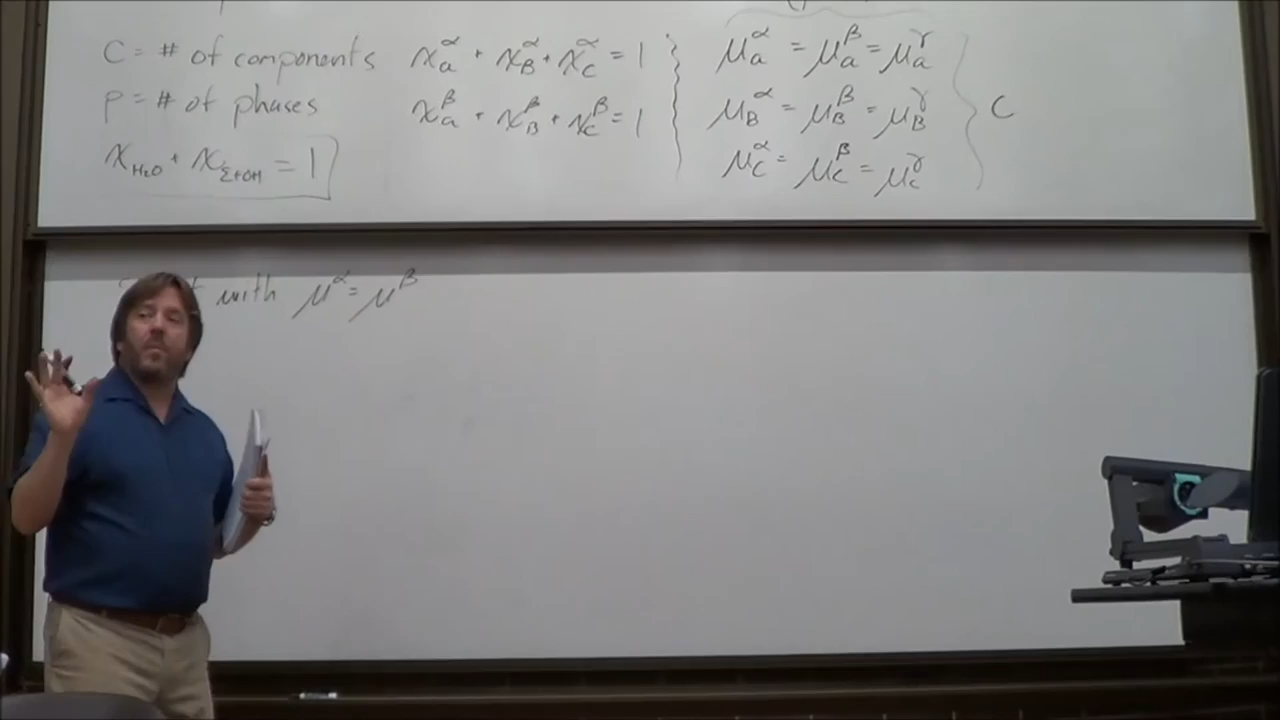 C = # of components
P = # of phases
x_H₂O + x_EtOH = 1
x_a^α + x_B^α + x_C^α = 1
x_a^β + x_B^β + x_C^β = 1
μ_a^α = μ_a^β = μ_a^γ
μ_B^α = μ_B^β = μ_B^γ
μ_C^α = μ_C^β = μ_C^γ
C
with μ^α = μ^β